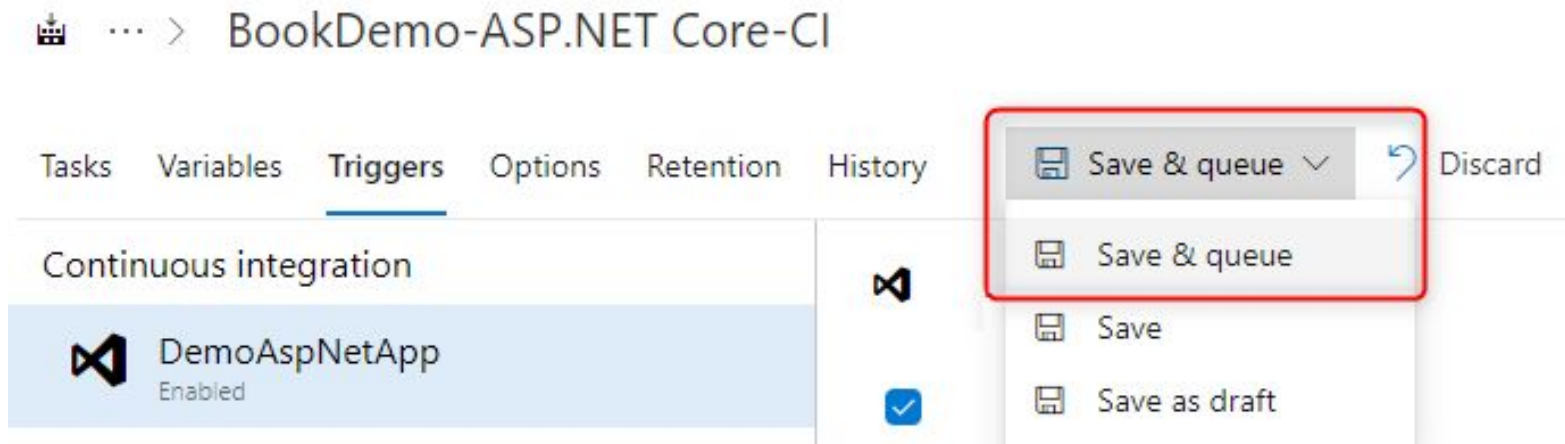 ... > BookDemo-ASP.NET Core-CI
Tasks Variables Triggers Options Retention History Save & queue Discard
Continuous integration
Save & queue
DemoAspNetApp
Enabled
Save
Save as draft